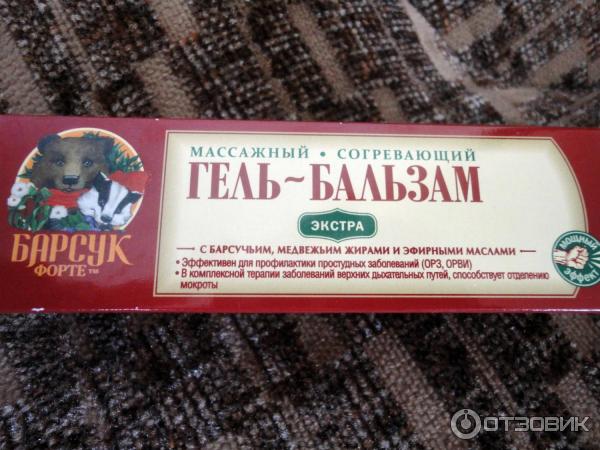 МАССАЖНЫЙ • СОГРЕВАЮЩИЙ
ГЕЛЬ~БАЛЬЗАМ
ЭКСТРА
С БАРСУЧЬИМ, МЕДВЕЖЬИМ ЖИРАМИ И ЭФИРНЫМИ МАСЛАМИ
• Эффективен для профилактики простудных заболеваний (ОРЗ, ОРВИ)
• В комплексной терапии заболеваний верхних дыхательных путей, способствует отделению
мокроты
БАРСУК
ФОРТЕ™
МОЩНЫЙ
ЭФФЕКТ
ОТЗОВИК